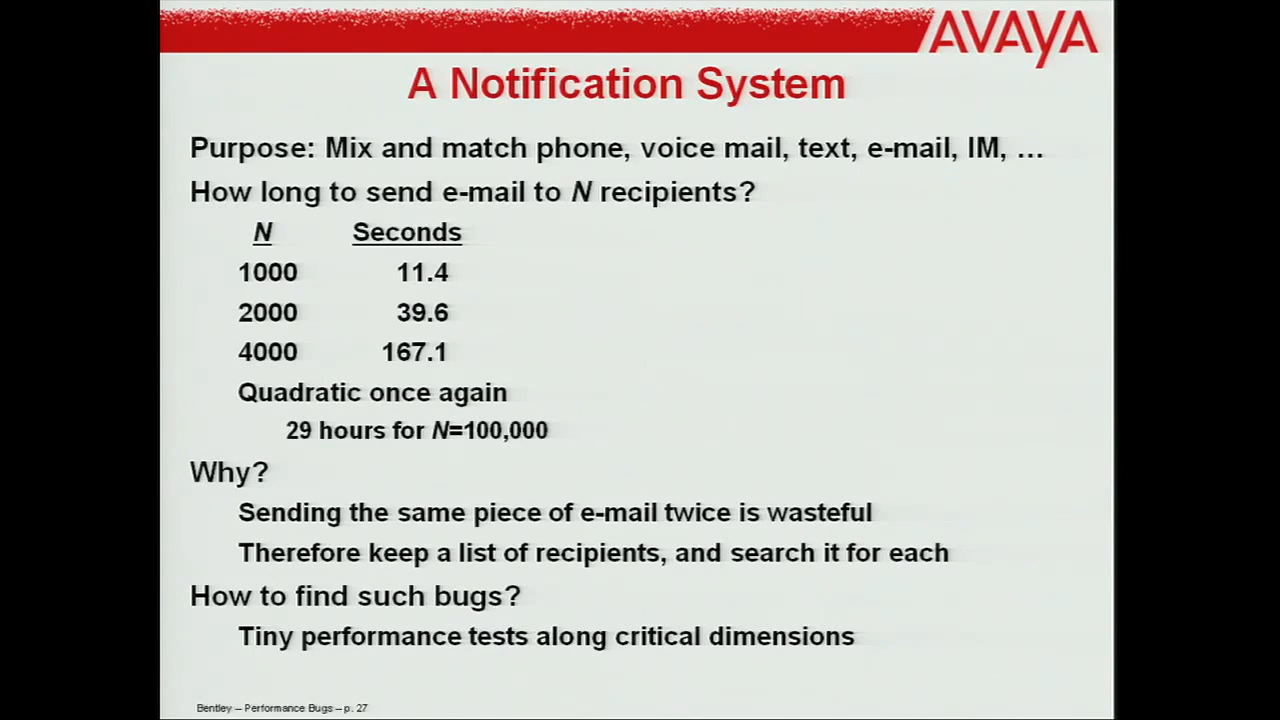 AVAYA
A Notification System
Purpose: Mix and match phone, voice mail, text, e-mail, IM, …
How long to send e-mail to N recipients?
N Seconds
1000 11.4
2000 39.6
4000 167.1
Quadratic once again
29 hours for N=100,000
Why?
Sending the same piece of e-mail twice is wasteful
Therefore keep a list of recipients, and search it for each
How to find such bugs?
Tiny performance tests along critical dimensions
Bentley – Performance Bugs – p. 27